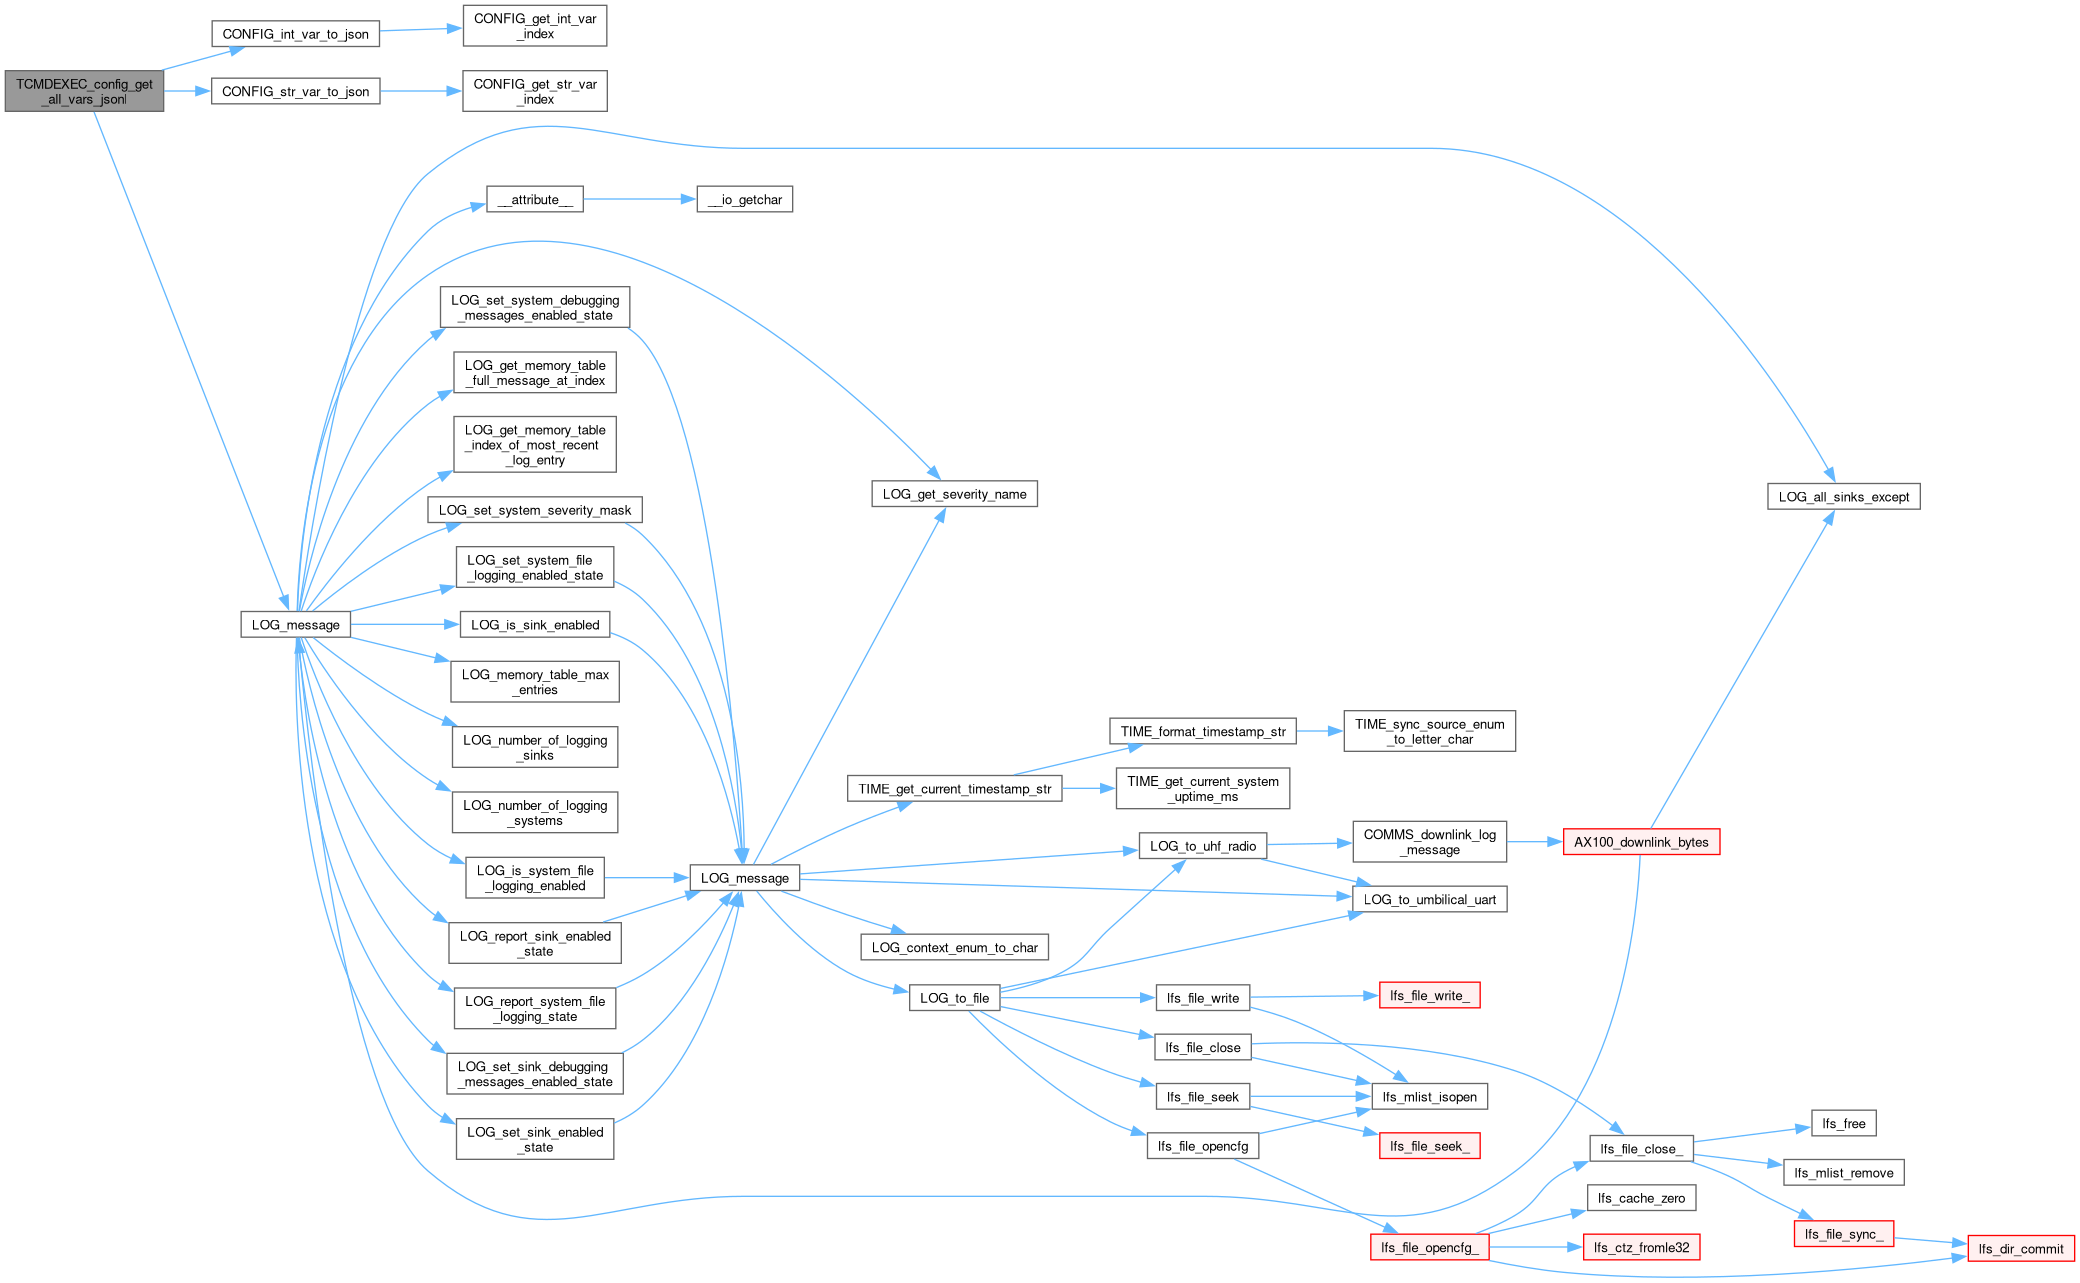 TCMDEXEC_config_get
_all_vars_jsonl
CONFIG_int_var_to_json
CONFIG_get_int_var
_index
CONFIG_str_var_to_json
CONFIG_get_str_var
_index
LOG_message
__attribute__
__io_getchar
LOG_set_system_debugging
_messages_enabled_state
LOG_get_memory_table
_full_message_at_index
LOG_get_memory_table
_index_of_most_recent
_log_entry
LOG_set_system_severity_mask
LOG_set_system_file
_logging_enabled_state
LOG_is_sink_enabled
LOG_memory_table_max
_entries
LOG_number_of_logging
_sinks
LOG_number_of_logging
_systems
LOG_is_system_file
_logging_enabled
LOG_report_sink_enabled
_state
LOG_report_system_file
_logging_state
LOG_set_sink_debugging
_messages_enabled_state
LOG_set_sink_enabled
_state
LOG_message
LOG_get_severity_name
LOG_all_sinks_except
TIME_get_current_timestamp_str
TIME_format_timestamp_str
TIME_sync_source_enum
_to_letter_char
TIME_get_current_system
_uptime_ms
LOG_to_uhf_radio
COMMS_downlink_log
_message
AX100_downlink_bytes
LOG_to_umbilical_uart
LOG_context_enum_to_char
LOG_to_file
lfs_file_write
lfs_file_write_
lfs_file_close
lfs_file_seek
lfs_mlist_isopen
lfs_file_opencfg
lfs_file_seek_
lfs_file_close_
lfs_free
lfs_mlist_remove
lfs_cache_zero
lfs_file_opencfg_
lfs_ctz_fromle32
lfs_file_sync_
lfs_dir_commit